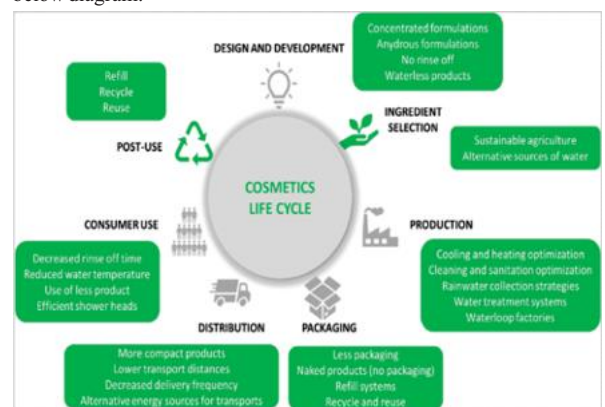 below diagram.
DESIGN AND DEVELOPMENT
Concentrated formulations
Anydrous formulations
No rinse off
Waterless products
INGREDIENT
SELECTION
Sustainable agriculture
Alternative sources of water
PRODUCTION
Cooling and heating optimization
Cleaning and sanitation optimization
Rainwater collection strategies
Water treatment systems
Waterloop factories
PACKAGING
Less packaging
Naked products (no packaging)
Refill systems
Recycle and reuse
DISTRIBUTION
More compact products
Lower transport distances
Decreased delivery frequency
Alternative energy sources for transports
CONSUMER USE
Decreased rinse off time
Reduced water temperature
Use of less product
Efficient shower heads
POST-USE
Refill
Recycle
Reuse
COSMETICS
LIFE CYCLE